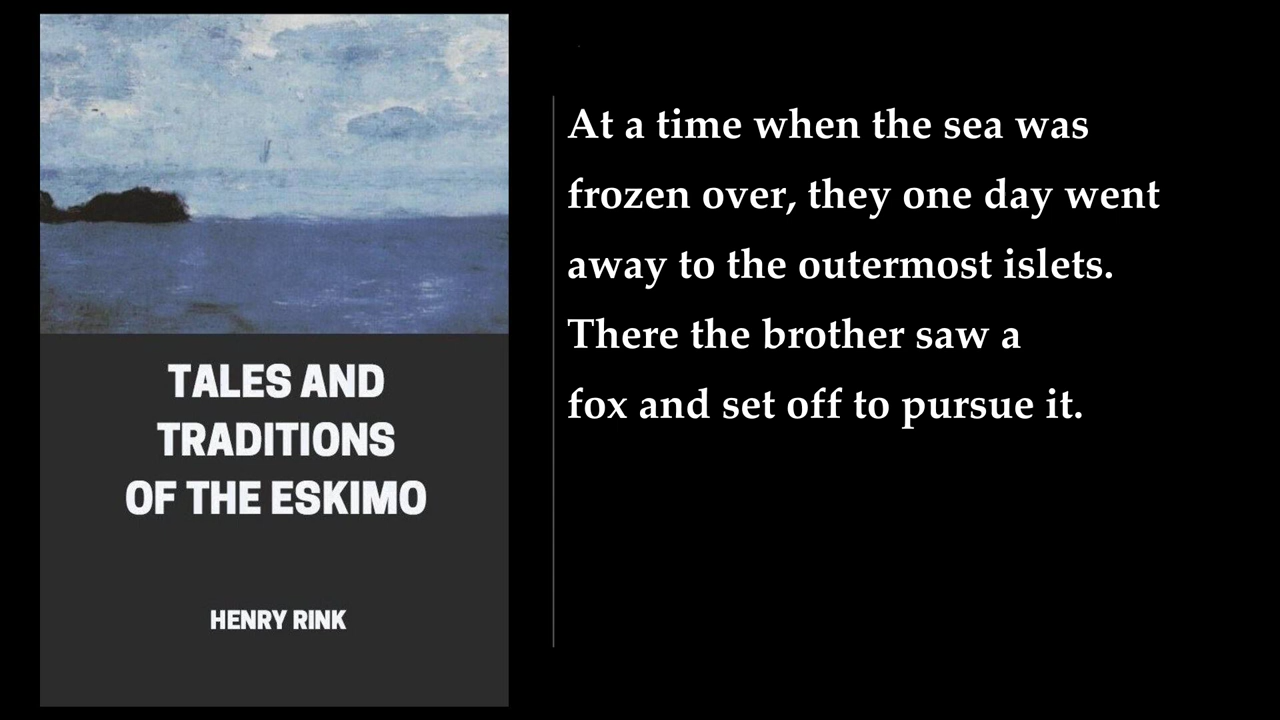 TALES AND
TRADITIONS
OF THE ESKIMO
HENRY RINK
At a time when the sea was
frozen over, they one day went
away to the outermost islets.
There the brother saw a
fox and set off to pursue it.